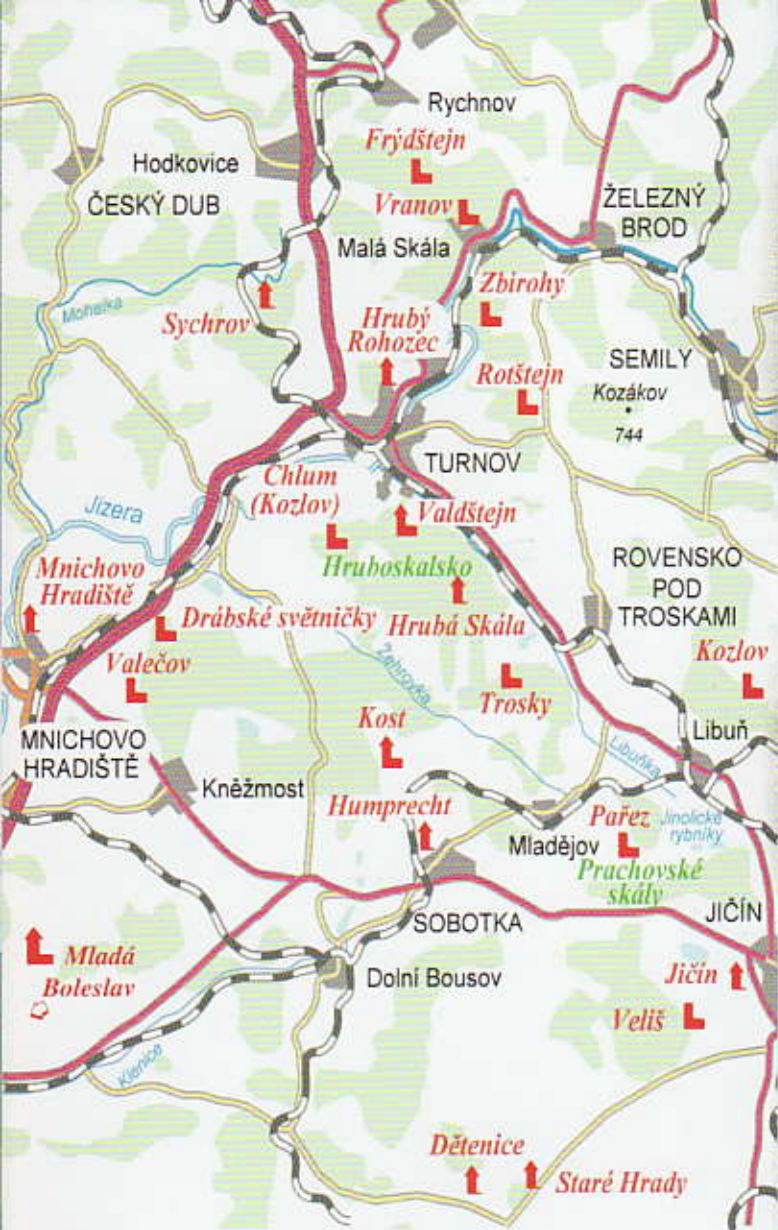 Rychnov
Frýdštejn
Hodkovice
ČESKÝ DUB
ŽELEZNÝ
BROD
Vranov
Malá Skála
Zbirohy
Mohelka
Sychrov
Hrubý
Rohozec
SEMILY
Rotštejn
Kozákov
744
TURNOV
Chlum
(Kozlov)
Valdštejn
Jizera
Hruboskalsko
ROVENSKO
POD
TROSKAMI
Mnichovo
Hradiště
Drábské světničky
Hrubá Skála
Valečov
Žehrovka
Trosky
Kozlov
Kost
MNICHOVO
HRADIŠTĚ
Libuň
Libuňka
Kněžmost
Humprecht
Mladějov
Pařez
Jinolické
rybníky
Prachovské
skály
SOBOTKA
JIČÍN
Mladá
Boleslav
Dolní Bousov
Jičín
Veliš
Klenice
Dětenice
Staré Hrady